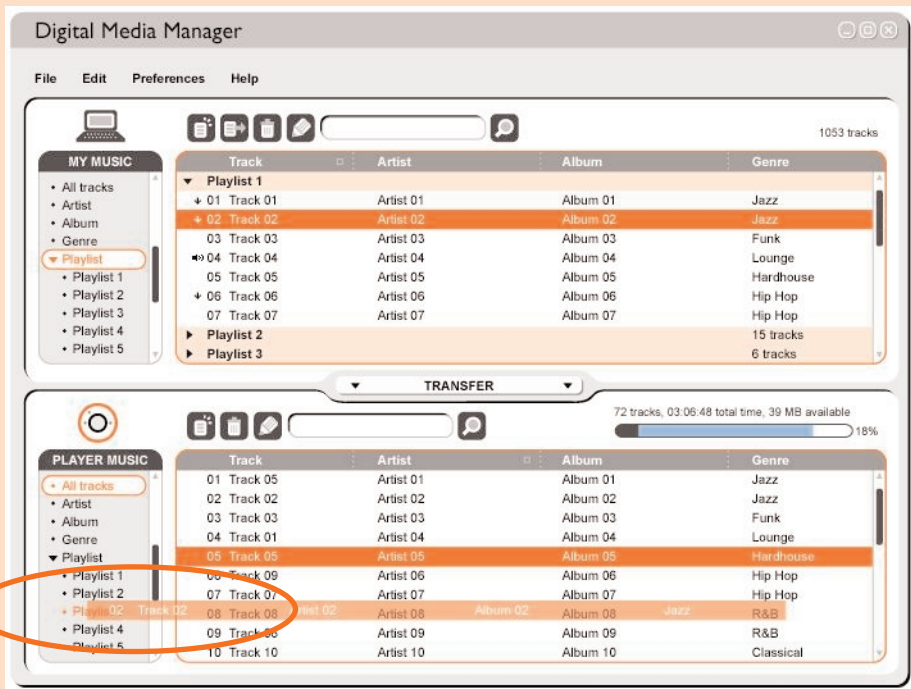 Digital Media Manager
File Edit Preferences Help
1053 tracks
MY MUSIC
• All tracks
• Artist
• Album
• Genre
▼ Playlist
• Playlist 1
• Playlist 2
• Playlist 3
• Playlist 4
• Playlist 5
Track Artist Album Genre
▼ Playlist 1
01 Track 01 Artist 01 Album 01 Jazz
02 Track 02 Artist 02 Album 02 Jazz
03 Track 03 Artist 03 Album 03 Funk
04 Track 04 Artist 04 Album 04 Lounge
05 Track 05 Artist 05 Album 05 Hardhouse
06 Track 06 Artist 06 Album 06 Hip Hop
07 Track 07 Artist 07 Album 07 Hip Hop
Playlist 2 15 tracks
Playlist 3 6 tracks
TRANSFER
72 tracks, 03:06:48 total time, 39 MB available
18%
PLAYER MUSIC
• All tracks
• Artist
• Album
• Genre
▼ Playlist
• Playlist 1
• Playlist 2
• Playlist 4
• Playlist 5
Track Artist Album Genre
01 Track 05 Artist 01 Album 01 Jazz
02 Track 02 Artist 02 Album 02 Jazz
03 Track 03 Artist 03 Album 03 Funk
04 Track 01 Artist 04 Album 04 Lounge
05 Track 05 Artist 05 Album 05 Hardhouse
06 Track 09 Artist 06 Album 06 Hip Hop
07 Track 07 Artist 07 Album 07 Hip Hop
02 Track 02 Artist 02 Album 02 Jazz
08 Track 08 Artist 08 Album 08 R&B
09 Artist 09 Album 09 R&B
10 Track 10 Artist 10 Album 10 Classical